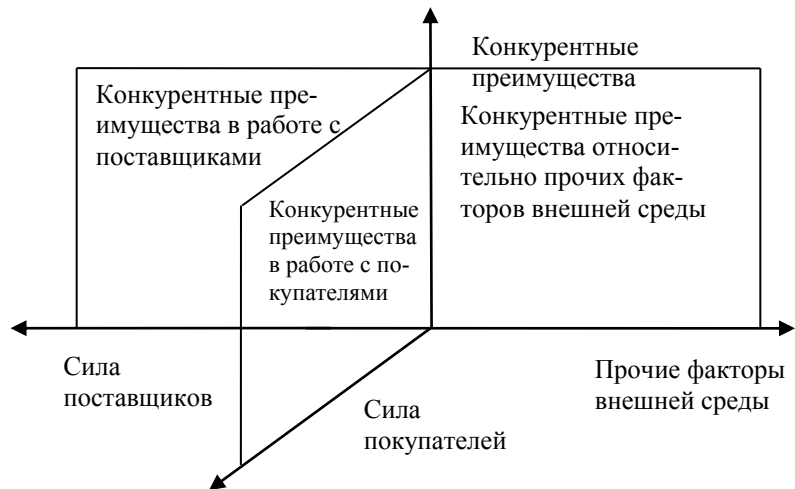 Конкурентные
преимущества
Конкурентные пре-
имущества в работе с
поставщиками
Конкурентные пре-
имущества относи-
тельно прочих фак-
торов внешней среды
Конкурентные
преимущества
в работе с по-
купателями
Сила
поставщиков
Сила
покупателей
Прочие факторы
внешней среды